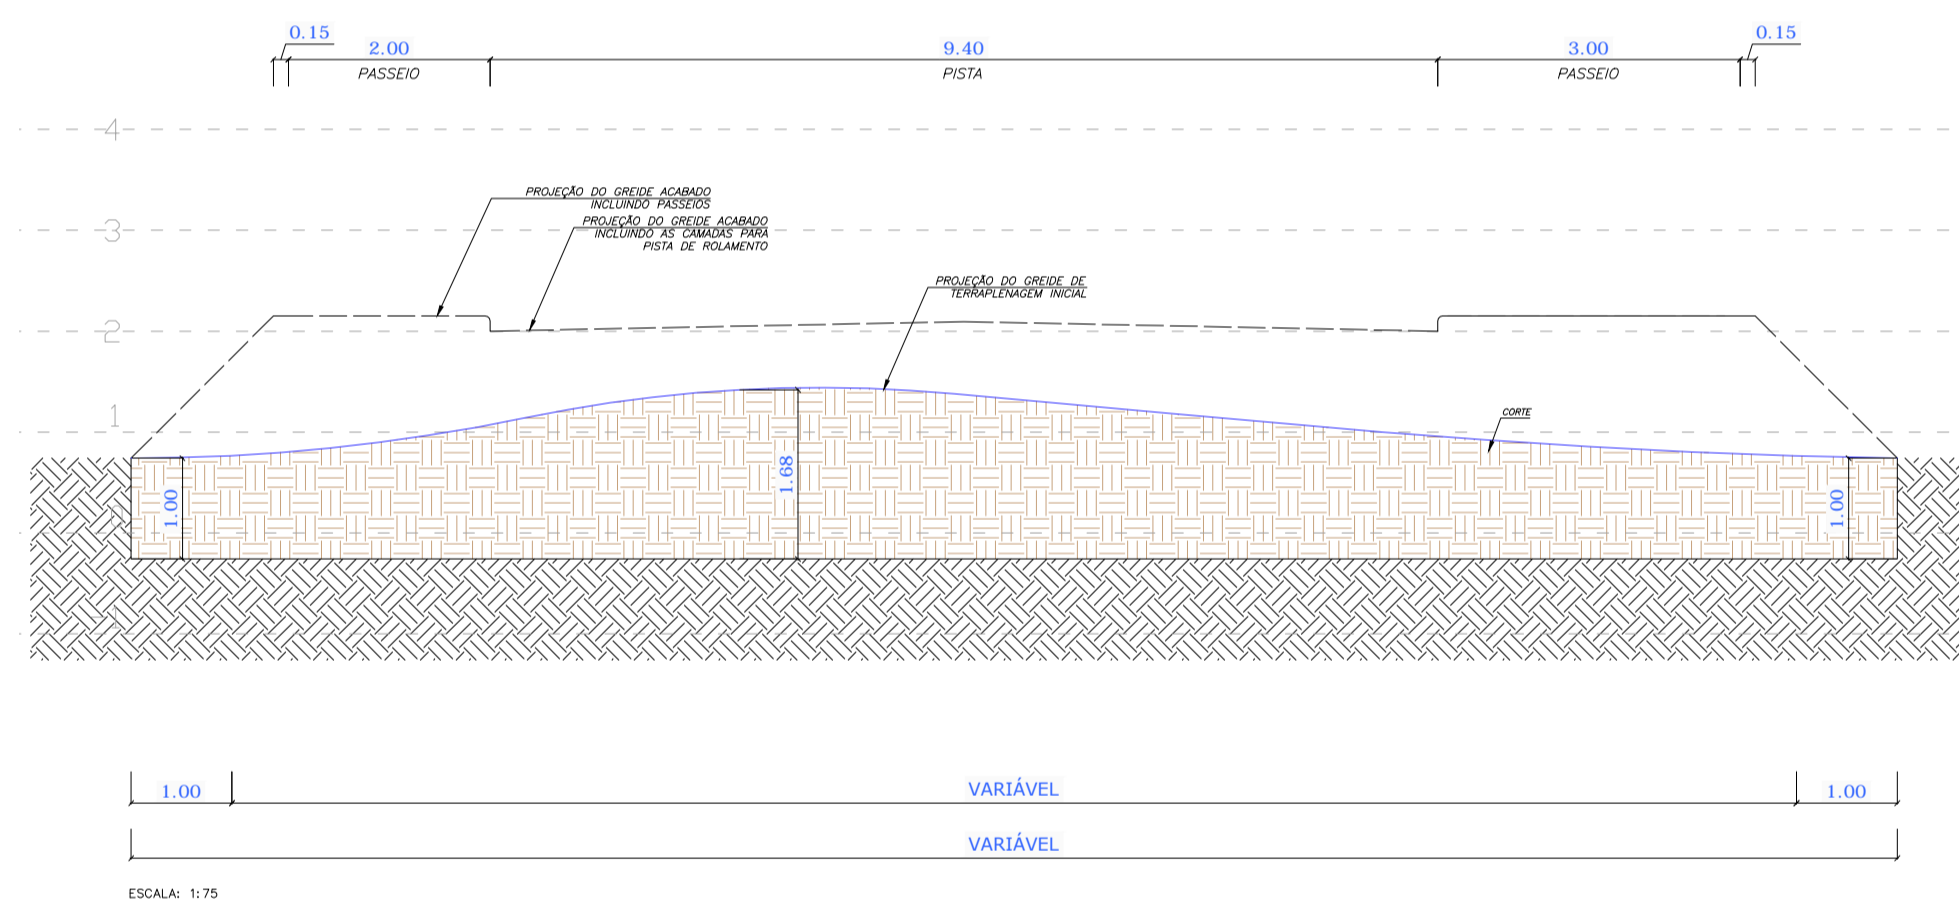 0.15
2.00
9.40
3.00
0.15
PASSEIO
PISTA
PASSEIO
4
PROJEÇÃO DO GREIDE ACABADO
INCLUINDO PASSEIOS
PROJEÇÃO DO GREIDE ACABADO
INCLUINDO AS CAMADAS PARA
PISTA DE ROLAMENTO
3
PROJEÇÃO DO GREIDE DE
TERRAPLENAGEM INICIAL
2
1
CORTE
1.00
1.68
1.00
0
-1
1.00
VARIÁVEL
1.00
VARIÁVEL
ESCALA: 1:75